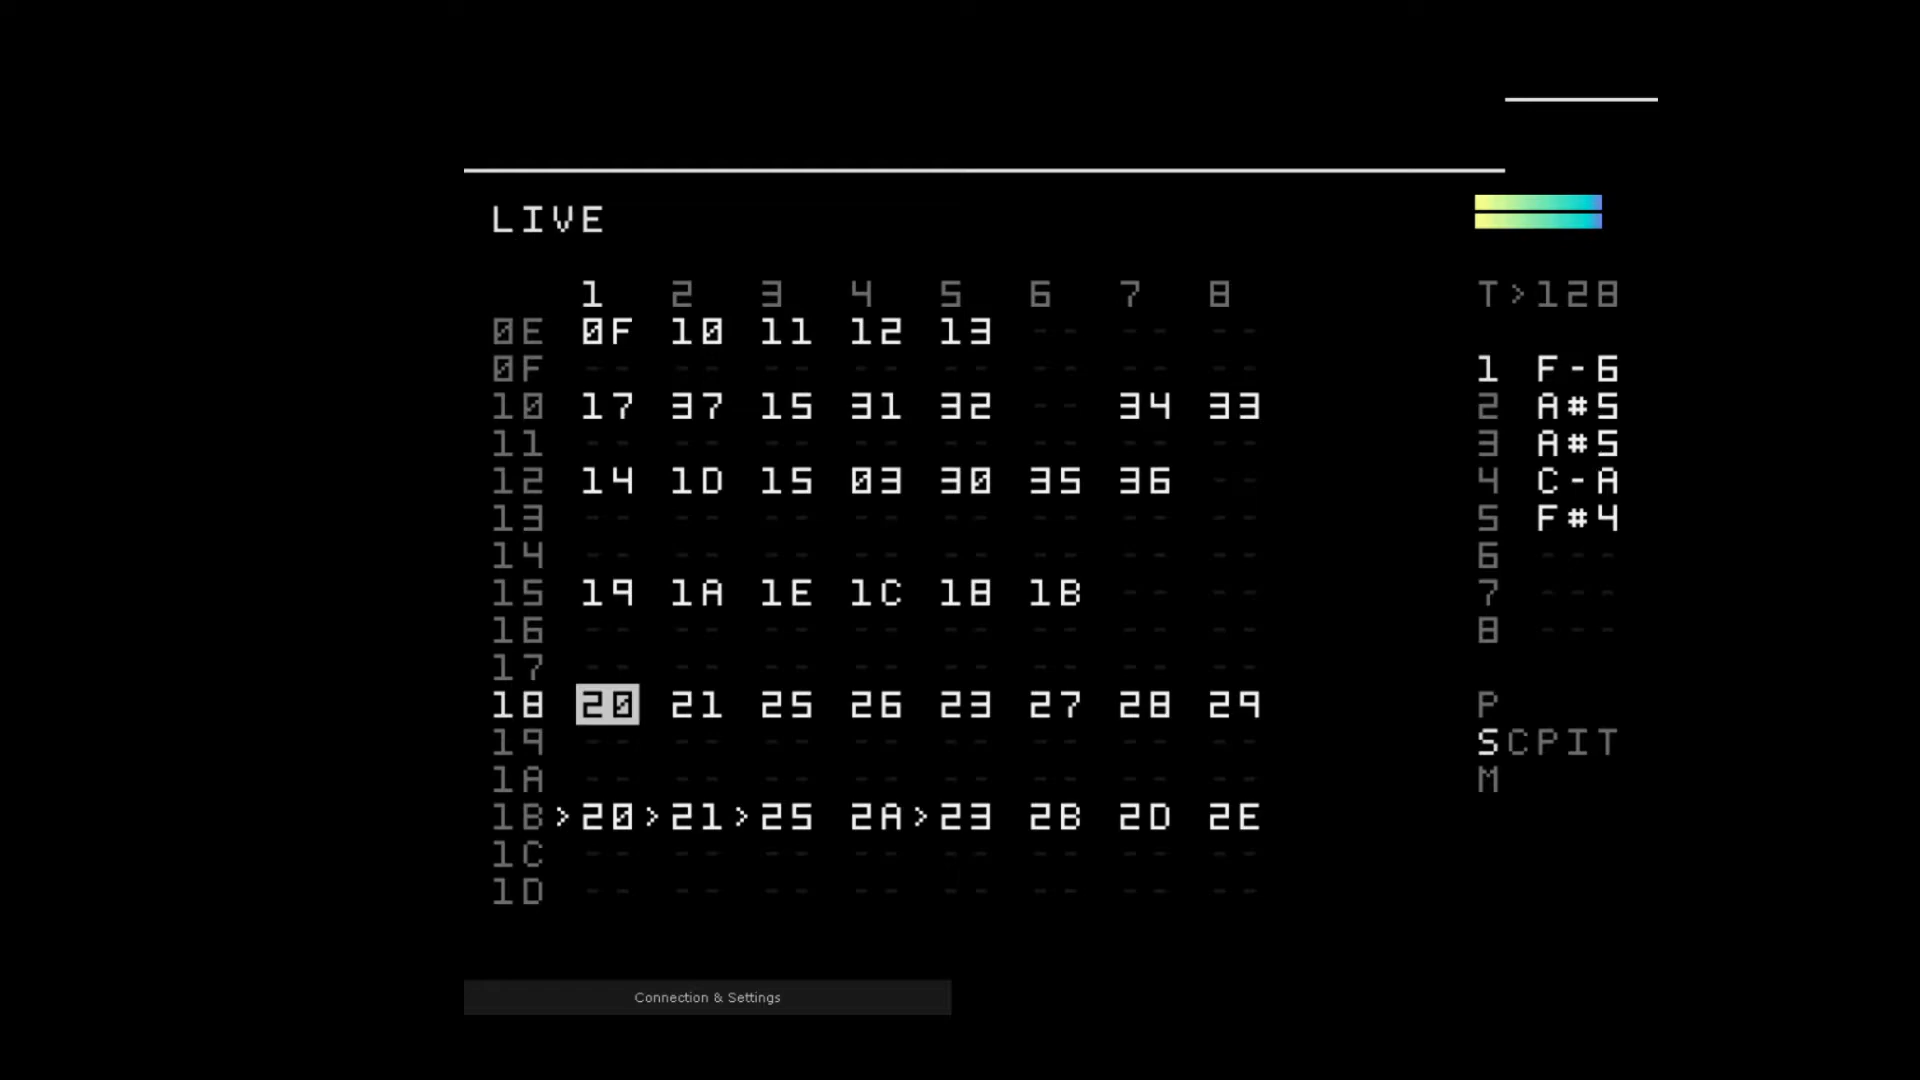 LIVE
1 2 3 4 5 6 7 8 T>128
0E 0F 10 11 12 13 -- -- --
0F -- -- -- -- -- -- -- -- 1 F-6
10 17 37 15 31 32 -- 34 33 2 A#5
11 -- -- -- -- -- -- -- -- 3 A#5
12 14 1D 15 03 30 35 36 -- 4 C-A
13 -- -- -- -- -- -- -- -- 5 F#4
14 -- -- -- -- -- -- -- -- 6 ---
15 19 1A 1E 1C 18 1B -- -- 7 ---
16 -- -- -- -- -- -- -- -- 8 ---
17 -- -- -- -- -- -- -- --
18 20 21 25 26 23 27 28 29 P
19 -- -- -- -- -- -- -- -- SCPIT
1A -- -- -- -- -- -- -- -- M
1B>20>21>25 2A>23 2B 2D 2E
1C -- -- -- -- -- -- -- --
1D -- -- -- -- -- -- -- --
Connection & Settings